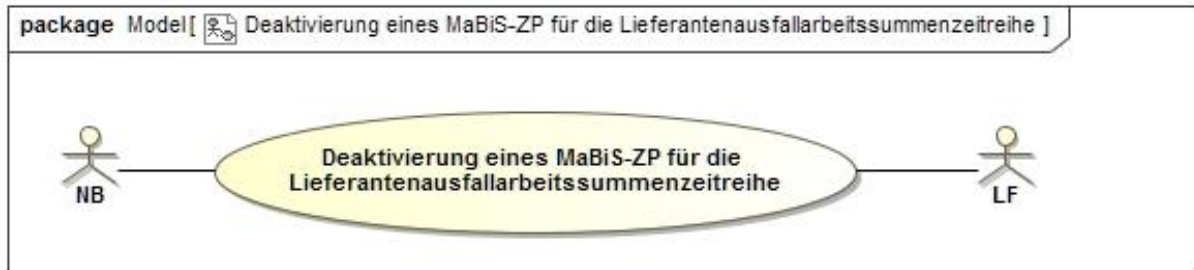 package Model[ Deaktivierung eines MaBiS-ZP für die Lieferantenausfallarbeitssummenzeitreihe ]
Deaktivierung eines MaBiS-ZP für die
Lieferantenausfallarbeitssummenzeitreihe
NB
LF